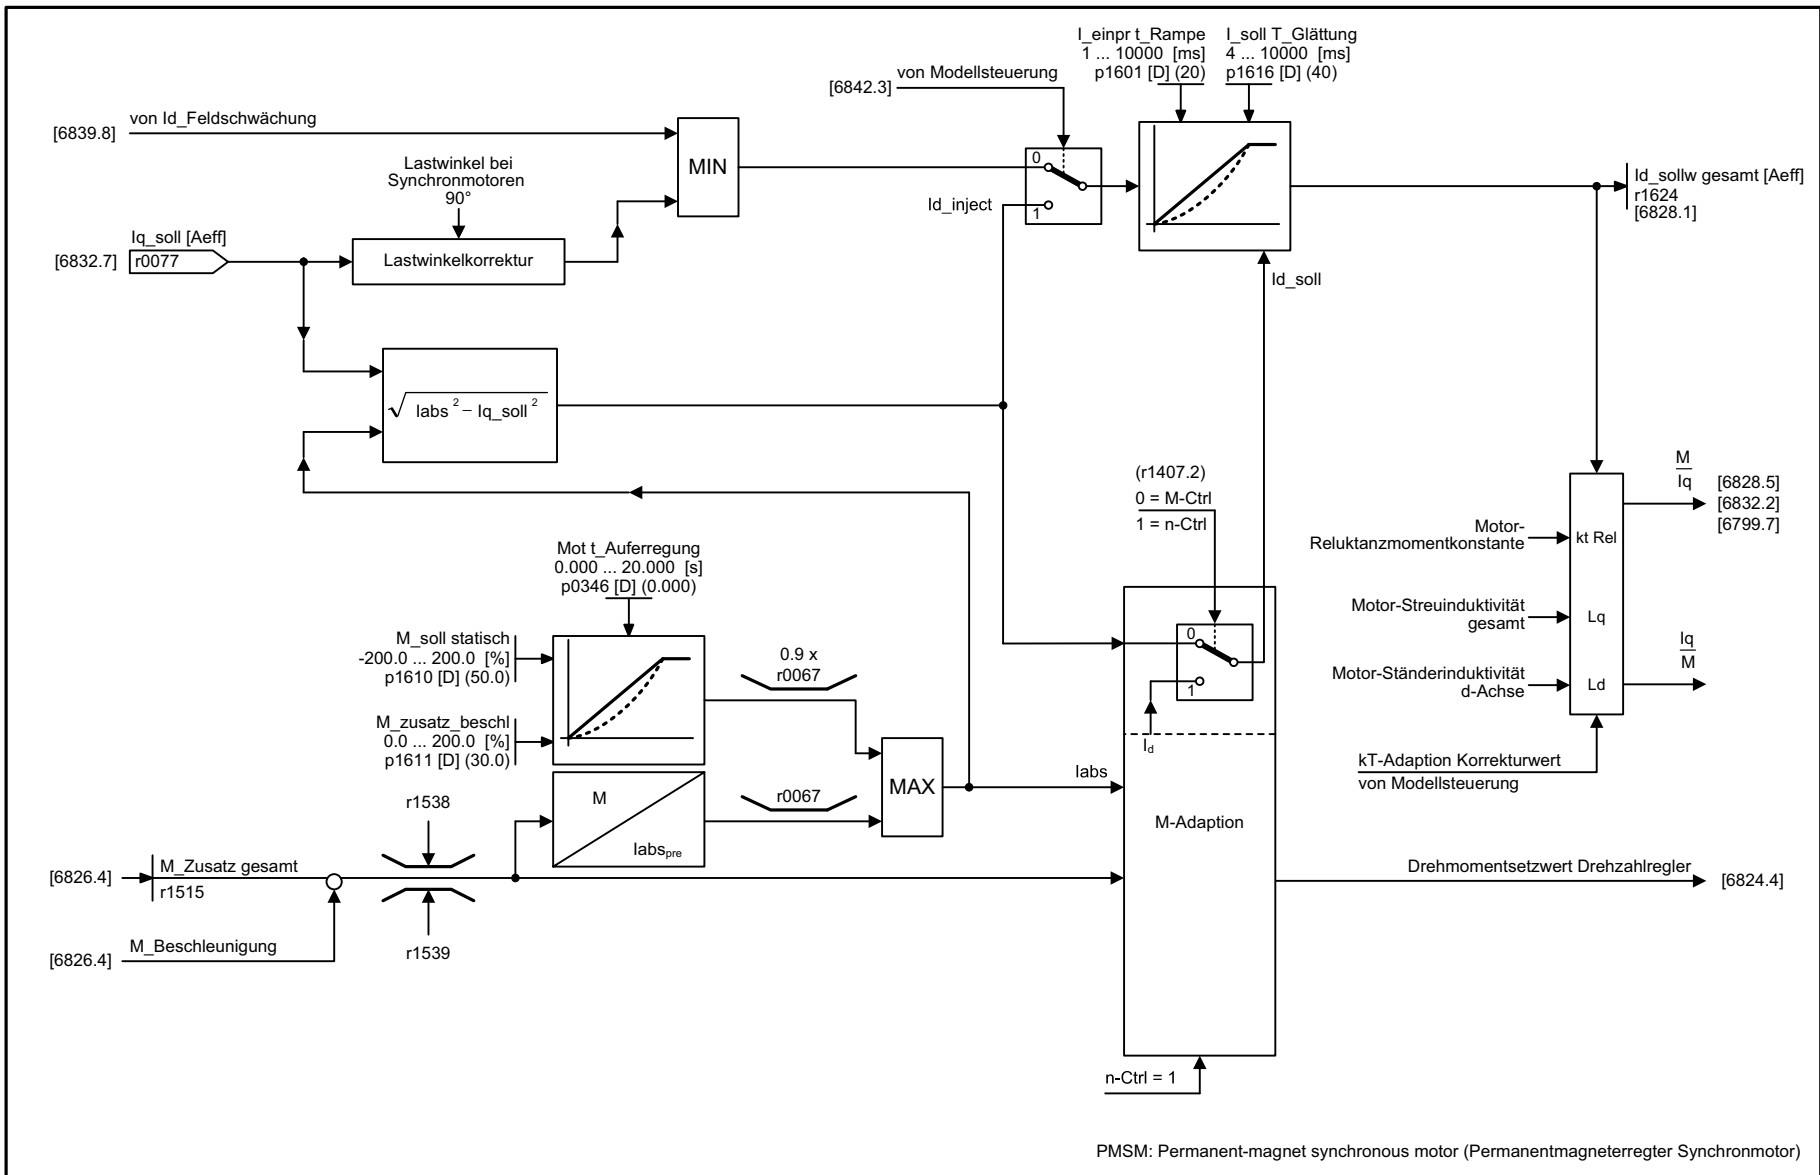 I_einpr t_Rampe
1 ... 10000 [ms]
p1601 [D] (20)
I_soll T_Glättung
4 ... 10000 [ms]
p1616 [D] (40)
von Modellsteuerung
[6842.3]
[6839.8]
von Id_Feldschwächung
MIN
Lastwinkel bei
Synchronmotoren
90°
0
1
Id_inject
Id_sollw gesamt [Aeff]
r1624
[6828.1]
Iq_soll [Aeff]
[6832.7]
r0077
Lastwinkelkorrektur
Id_soll
√ Iabs 2 – Iq_soll 2
(r1407.2)
0 = M-Ctrl
1 = n-Ctrl
M
Iq
[6828.5]
[6832.2]
[6799.7]
Motor-
Reluktanzmomentkonstante
kt Rel
Mot t_Auferregung
0.000 ... 20.000 [s]
p0346 [D] (0.000)
Motor-Streuinduktivität
gesamt
Lq
M_soll statisch
-200.0 ... 200.0 [%]
p1610 [D] (50.0)
0.9 x
r0067
0
1
Iq
M
Motor-Ständerinduktivität
d-Achse
Ld
M_zusatz_beschl
0.0 ... 200.0 [%]
p1611 [D] (30.0)
Id
kT-Adaption Korrekturwert
von Modellsteuerung
Iabs
MAX
r0067
M
Iabspre
r1538
M-Adaption
[6826.4]
M_Zusatz gesamt
r1515
Drehmomentsetzwert Drehzahlregler
[6824.4]
[6826.4]
M_Beschleunigung
r1539
n-Ctrl = 1
PMSM: Permanent-magnet synchronous motor (Permanentmagneterregter Synchronmotor)